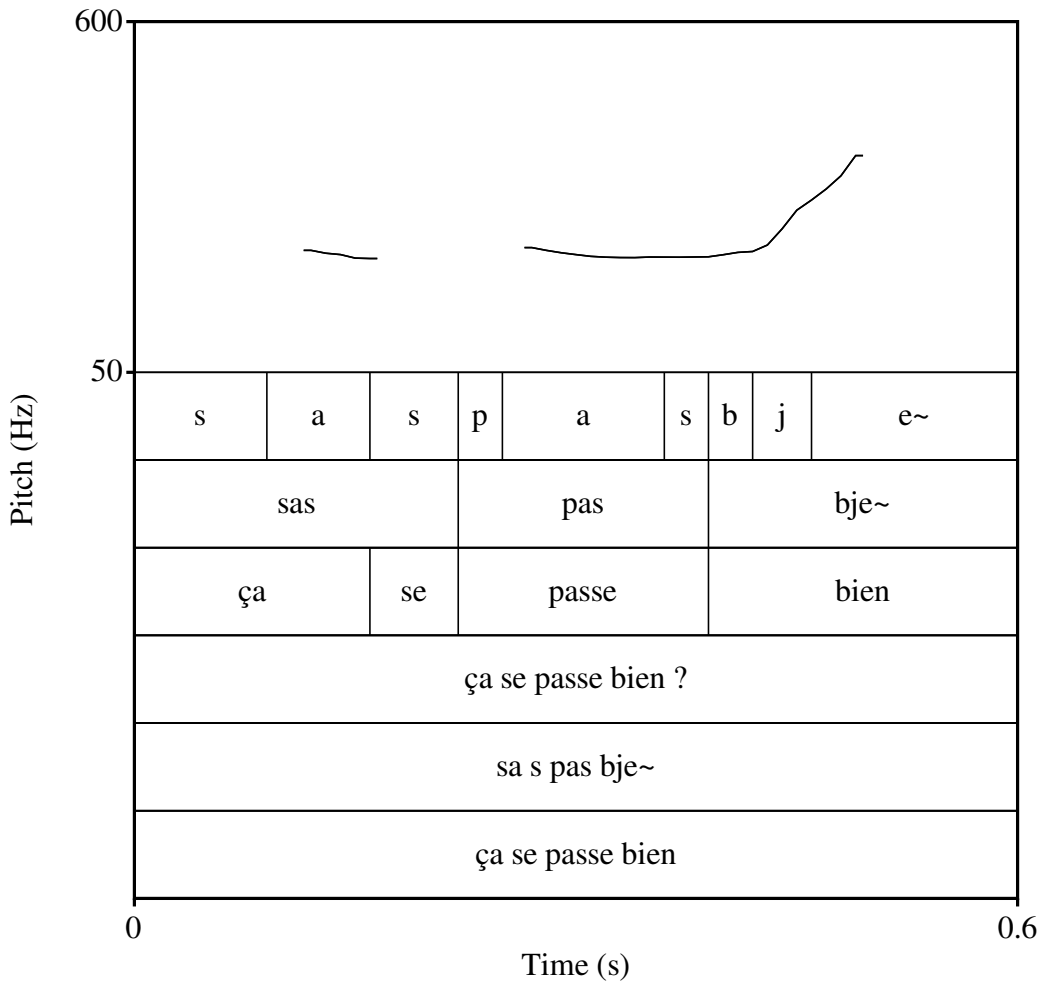 600
50
Pitch (Hz)
s a s p a s b j e~
sas pas bje~
ça se passe bien
ça se passe bien ?
sa s pas bje~
ça se passe bien
0 0.6
Time (s)